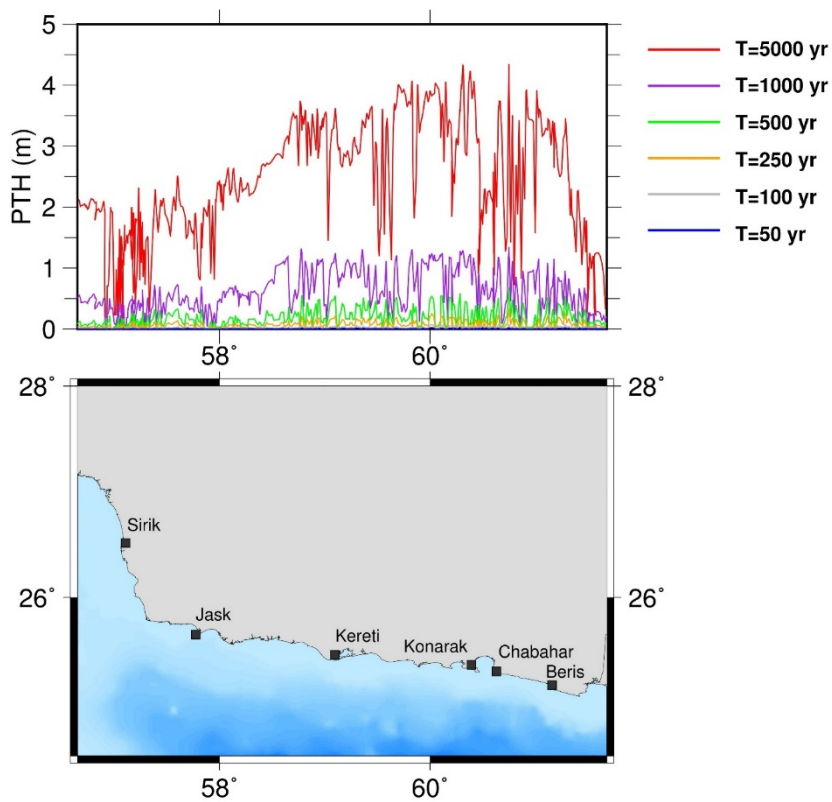 5
4
3
2
1
0
PTH (m)
58°
60°
T=5000 yr
T=1000 yr
T=500 yr
T=250 yr
T=100 yr
T=50 yr
28°
28°
Sirik
26°
26°
Jask
Kereti
Konarak
Chabahar
Beris
58°
60°